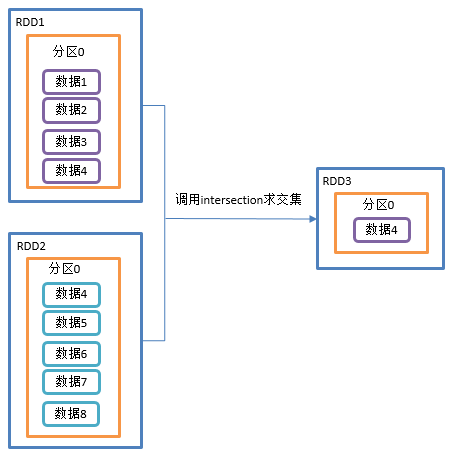 RDD1
分区0
数据1
数据2
数据3
数据4
调用intersection求交集
RDD3
分区0
数据4
RDD2
分区0
数据4
数据5
数据6
数据7
数据8